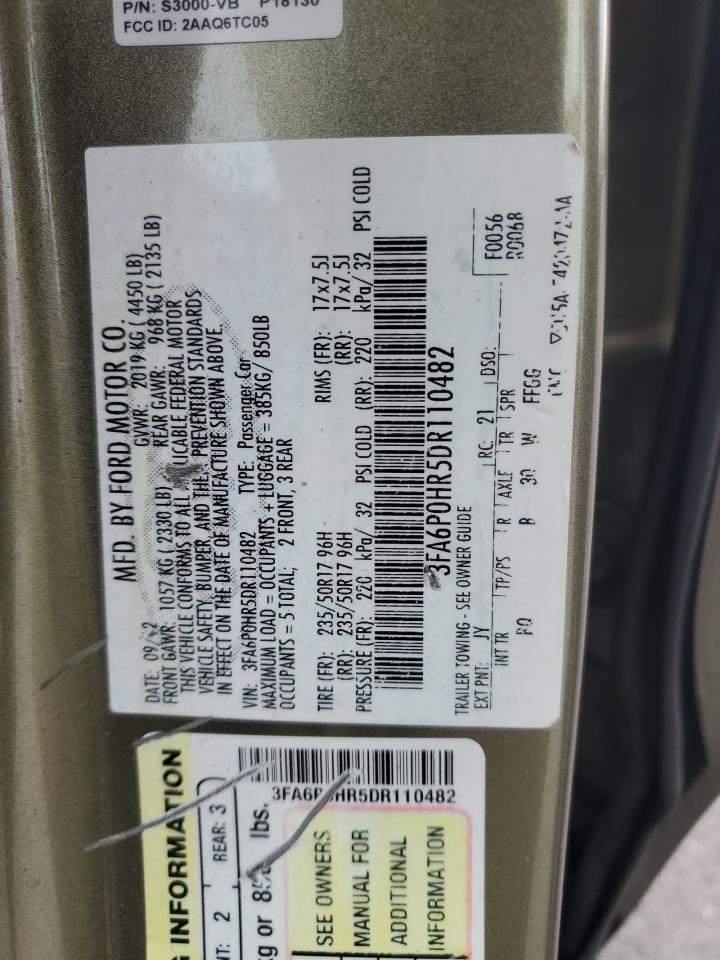 P/N: S3000-VB P18130
FCC ID: 2AAQ6TC05
MFD. BY FORD MOTOR CO.
DATE: 09/12 GVWR: 2019 KG ( 4450 LB)
FRONT GAWR: 1057 KG ( 2330 LB) REAR GAWR: 968 KG ( 2135 LB)
THIS VEHICLE CONFORMS TO ALL FEDERAL MOTOR
VEHICLE SAFETY, BUMPER, AND THE PREVENTION STANDARDS
IN EFFECT ON THE DATE OF MANUFACTURE SHOWN ABOVE
VIN: 3FA6P0HR5DR110482 TYPE: Passenger Car
MAXIMUM LOAD = OCCUPANTS + LUGGAGE = 385KG/ 850LB
OCCUPANTS = 5 TOTAL; 2 FRONT, 3 REAR
TIRE (FR): 235/50R17 96H RIMS (FR): 17x7.5J
(RR): 235/50R17 96H (RR): 17x7.5J
PRESSURE (FR): 220 kPa/ 32 PSI COLD (RR): 220 kPa/ 32 PSI COLD
3FA6P0HR5DR110482
TRAILER TOWING - SEE OWNER GUIDE
EXT PNT: JY RC: 21 DSO: F0056
R0068
INT TR TP/PS R AXLE TR SPR
B 30 W FFGG
3FA6P0HR5DR110482
INFORMATION
2 REAR: 3
kg or lbs.
SEE OWNERS
MANUAL FOR
ADDITIONAL
INFORMATION